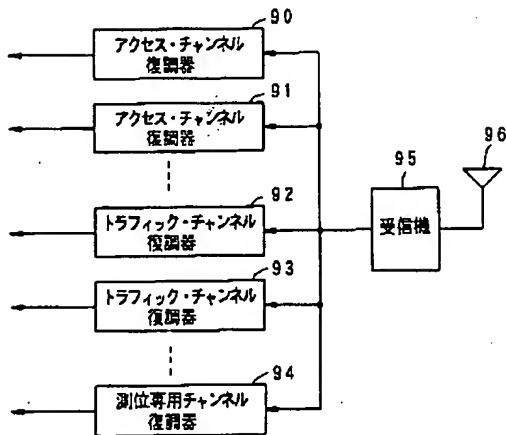 90
アクセス・チャンネル
復調器
91
アクセス・チャンネル
復調器
92
トラフィック・チャンネル
復調器
93
トラフィック・チャンネル
復調器
94
測位専用チャンネル
復調器
95
受信機
96